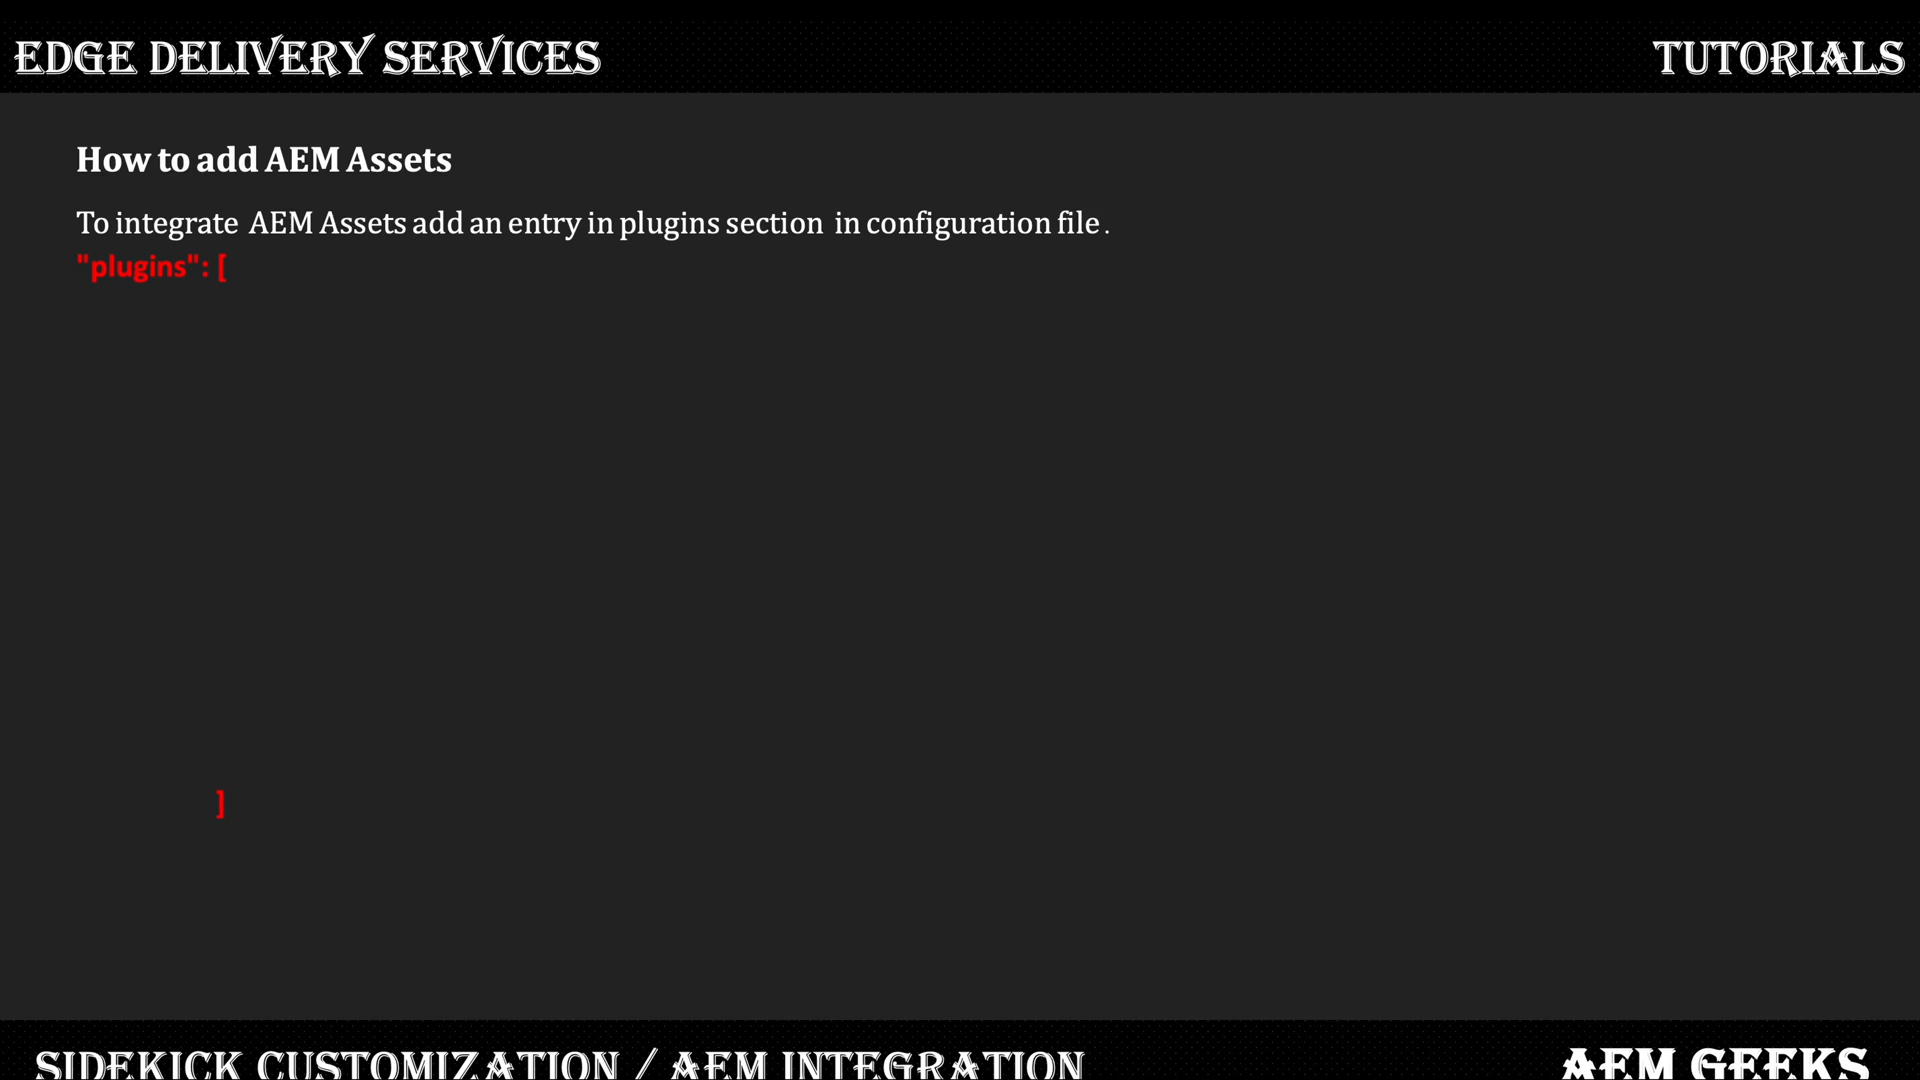 EDGE DELIVERY SERVICES
TUTORIALS
How to add AEM Assets
To integrate AEM Assets add an entry in plugins section in configuration file.
"plugins": [
]
SIDEKICK CUSTOMIZATION / AEM INTEGRATION
AEM GEEKS